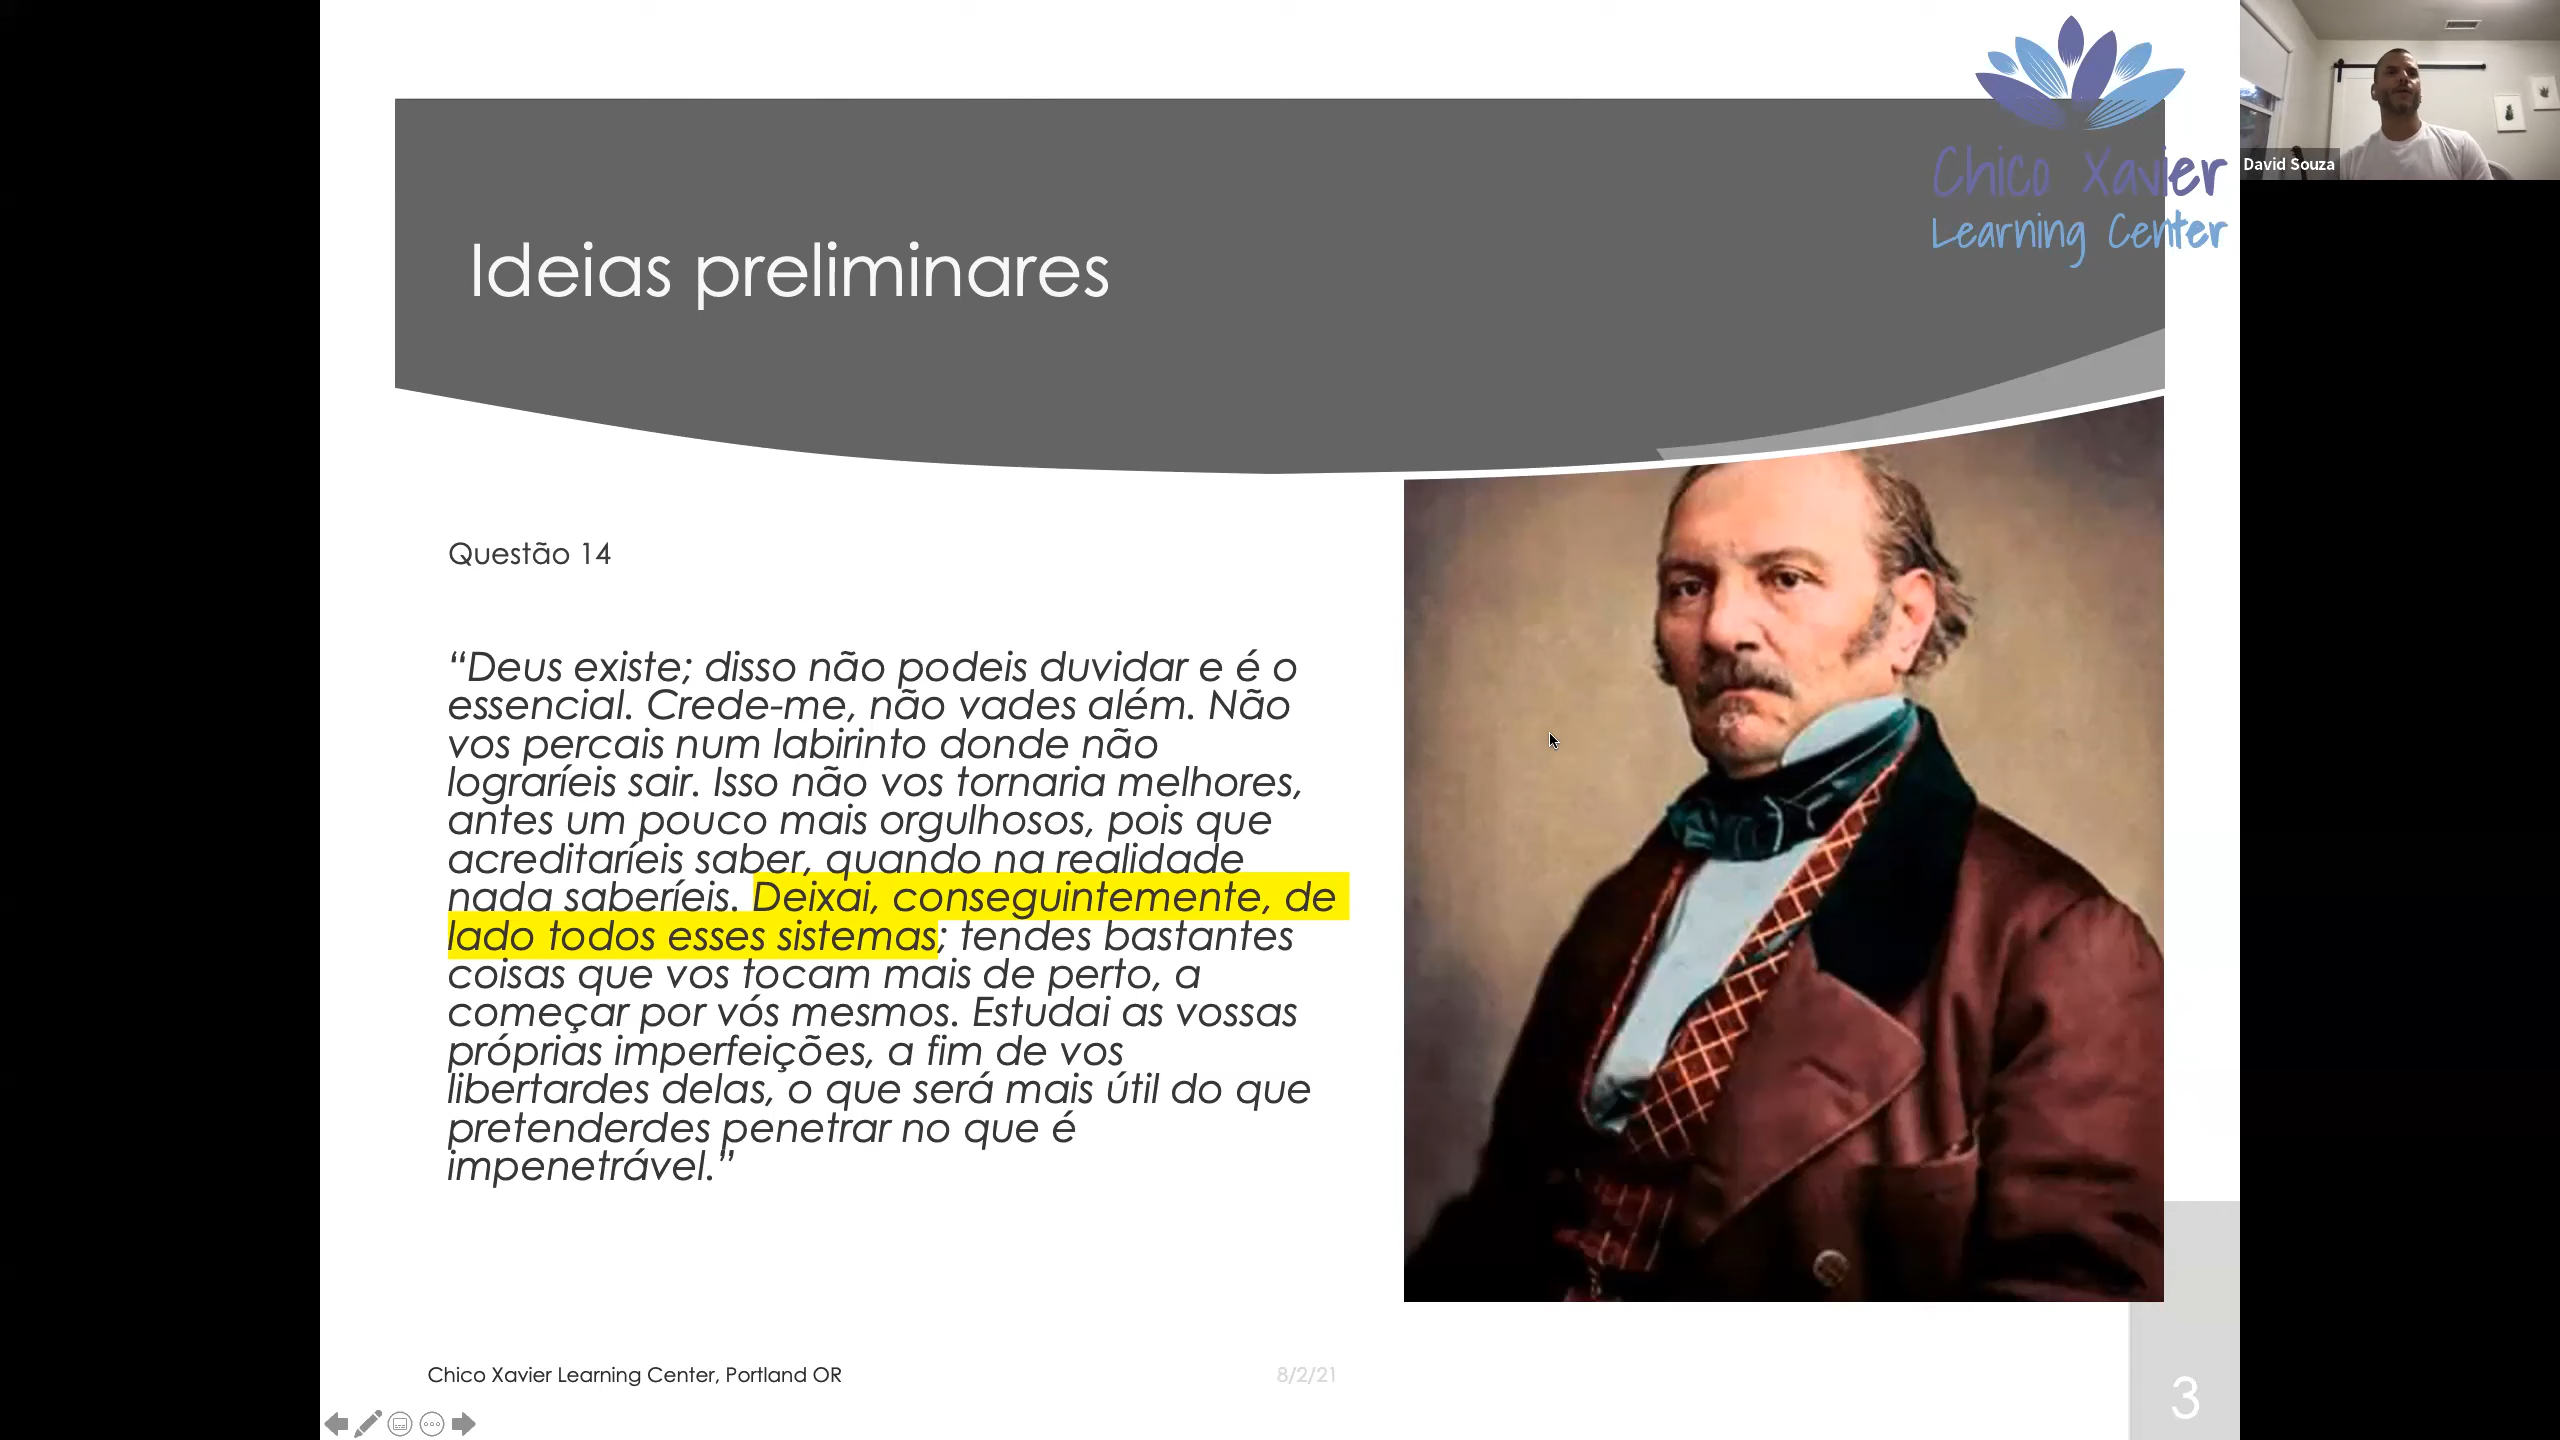 Chico Xavier
Learning Center
David Souza
Ideias preliminares
Questão 14
“Deus existe; disso não podeis duvidar e é o
essencial. Crede-me, não vades além. Não
vos percais num labirinto donde não
lograríeis sair. Isso não vos tornaria melhores,
antes um pouco mais orgulhosos, pois que
acreditaríeis saber, quando na realidade
nada saberíeis. Deixai, conseguintemente, de
lado todos esses sistemas; tendes bastantes
coisas que vos tocam mais de perto, a
começar por vós mesmos. Estudai as vossas
próprias imperfeições, a fim de vos
libertardes delas, o que será mais útil do que
pretenderdes penetrar no que é
impenetrável.”
Chico Xavier Learning Center, Portland OR
8/2/21
3